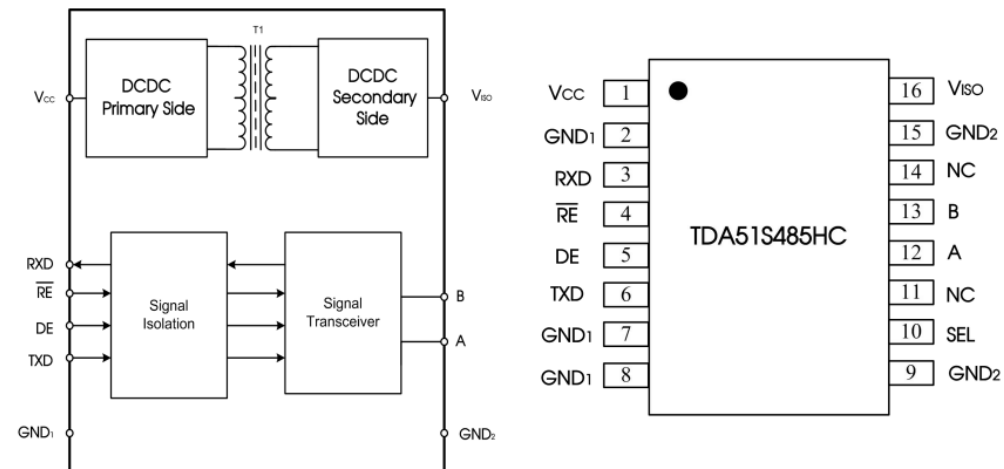 T1
DCDC
Primary Side
DCDC
Secondary
Side
VCC
VISO
RXD
RE
DE
TXD
Signal
Isolation
Signal
Transceiver
B
A
GND1
GND2
VCC 1
GND1 2
RXD 3
RE 4
DE 5
TXD 6
GND1 7
GND1 8
TDA51S485HC
16 VISO
15 GND2
14 NC
13 B
12 A
11 NC
10 SEL
9 GND2